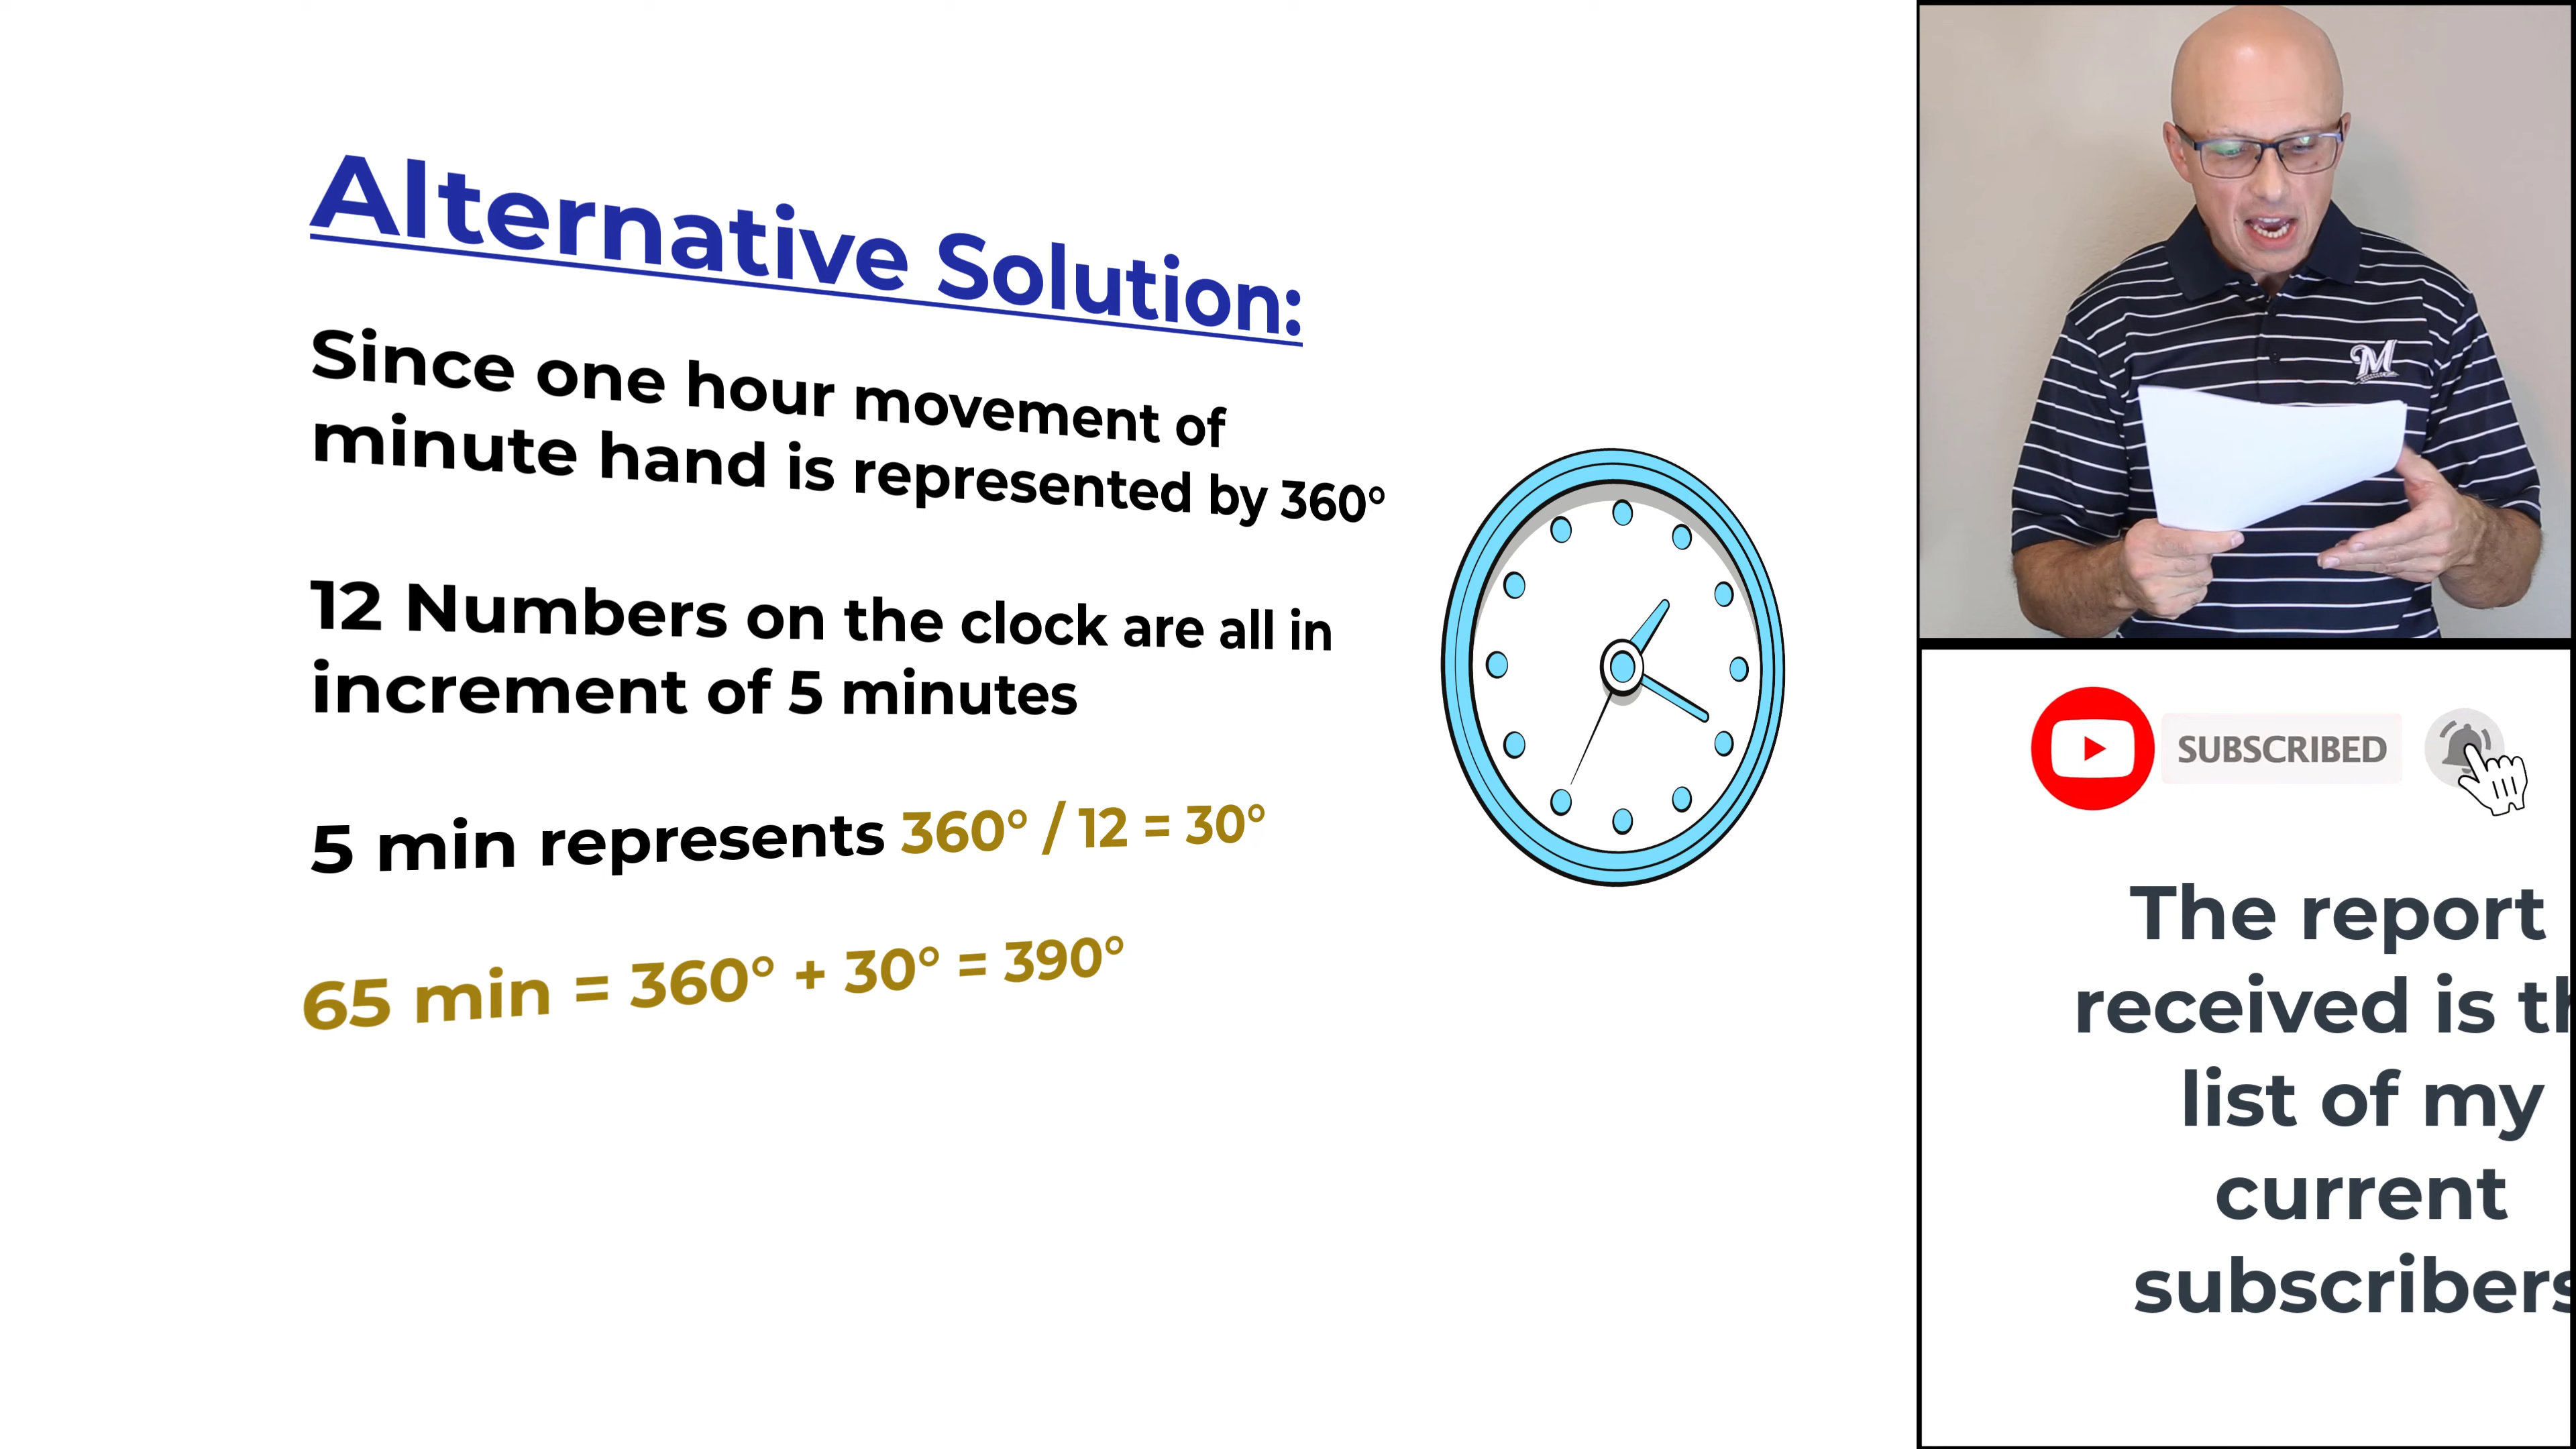 Alternative Solution:
Since one hour movement of
minute hand is represented by 360°
12 Numbers on the clock are all in
increment of 5 minutes
5 min represents 360° / 12 = 30°
65 min = 360° + 30° = 390°
M
SUBSCRIBED
The report
received is th
list of my
current
subscribers